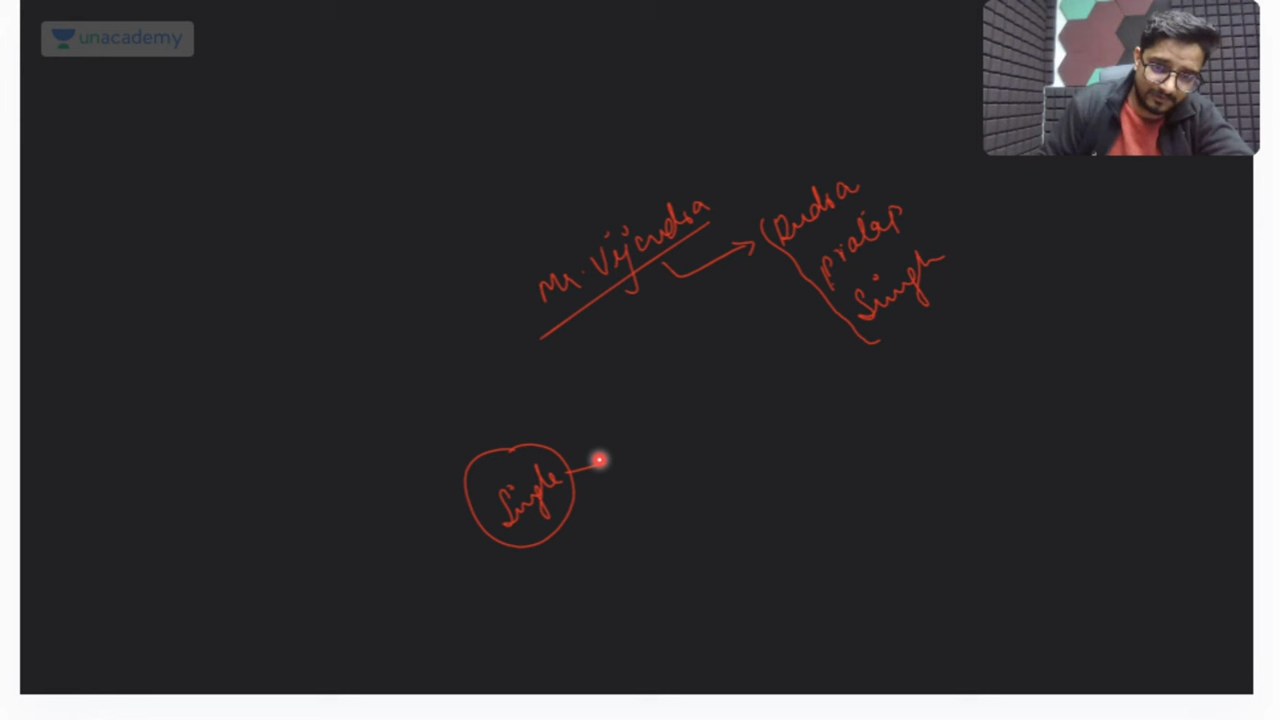 unacademy
Mr. Vijendra
(Rudra
Pratap
Singh
Single